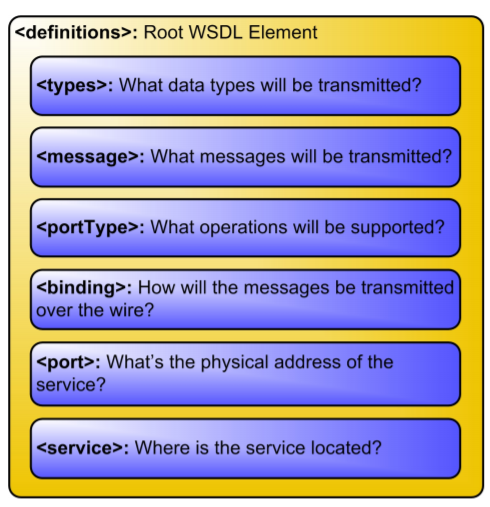 <definitions>: Root WSDL Element
<types>: What data types will be transmitted?
<message>: What messages will be transmitted?
<portType>: What operations will be supported?
<binding>: How will the messages be transmitted
over the wire?
<port>: What's the physical address of the
service?
<service>: Where is the service located?